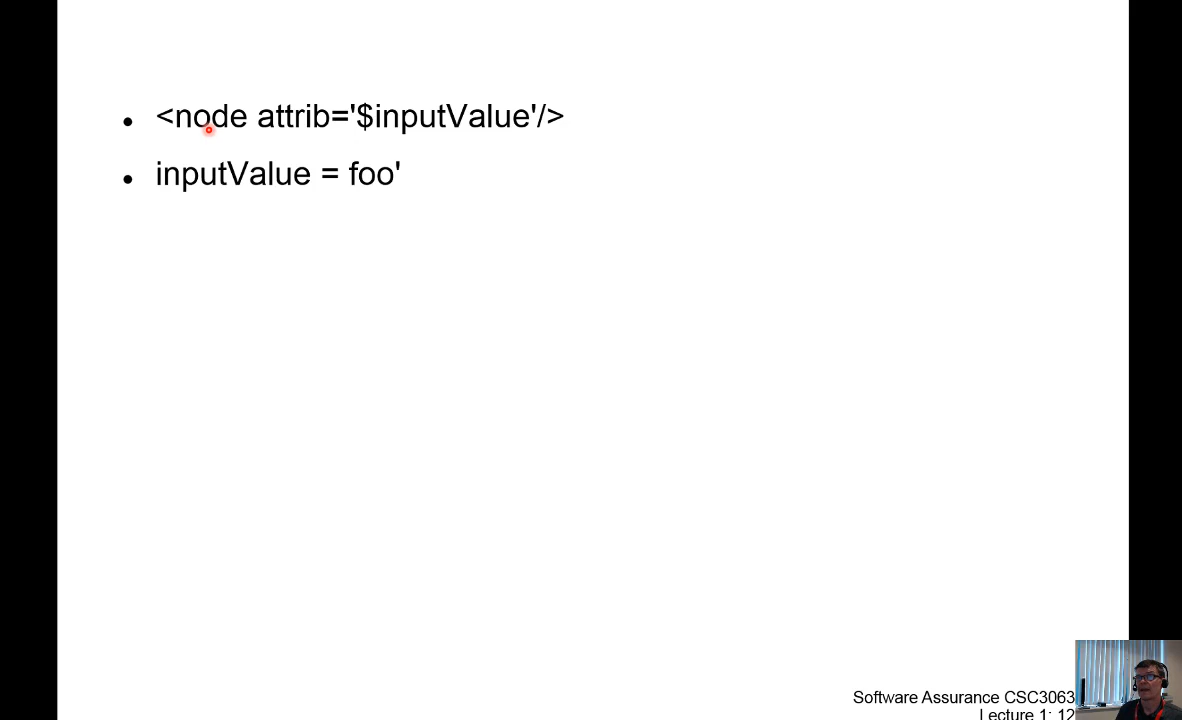 <node attrib='$inputValue'/>
inputValue = foo'
Software Assurance CSC3063
Lecture 1: 12